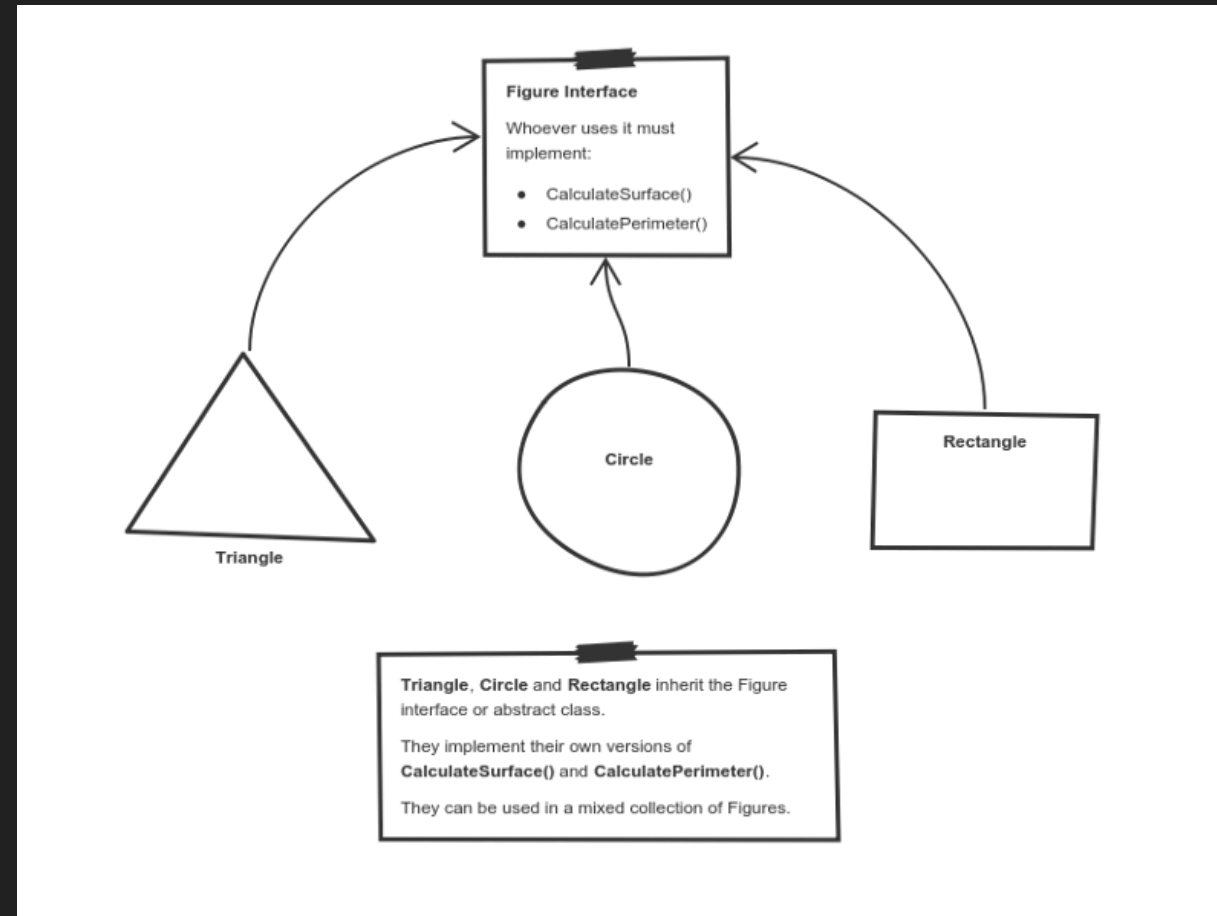 Figure Interface
Whoever uses it must
implement:
● CalculateSurface()
● CalculatePerimeter()
Circle
Rectangle
Triangle
Triangle, Circle and Rectangle inherit the Figure
interface or abstract class.
They implement their own versions of
CalculateSurface() and CalculatePerimeter().
They can be used in a mixed collection of Figures.